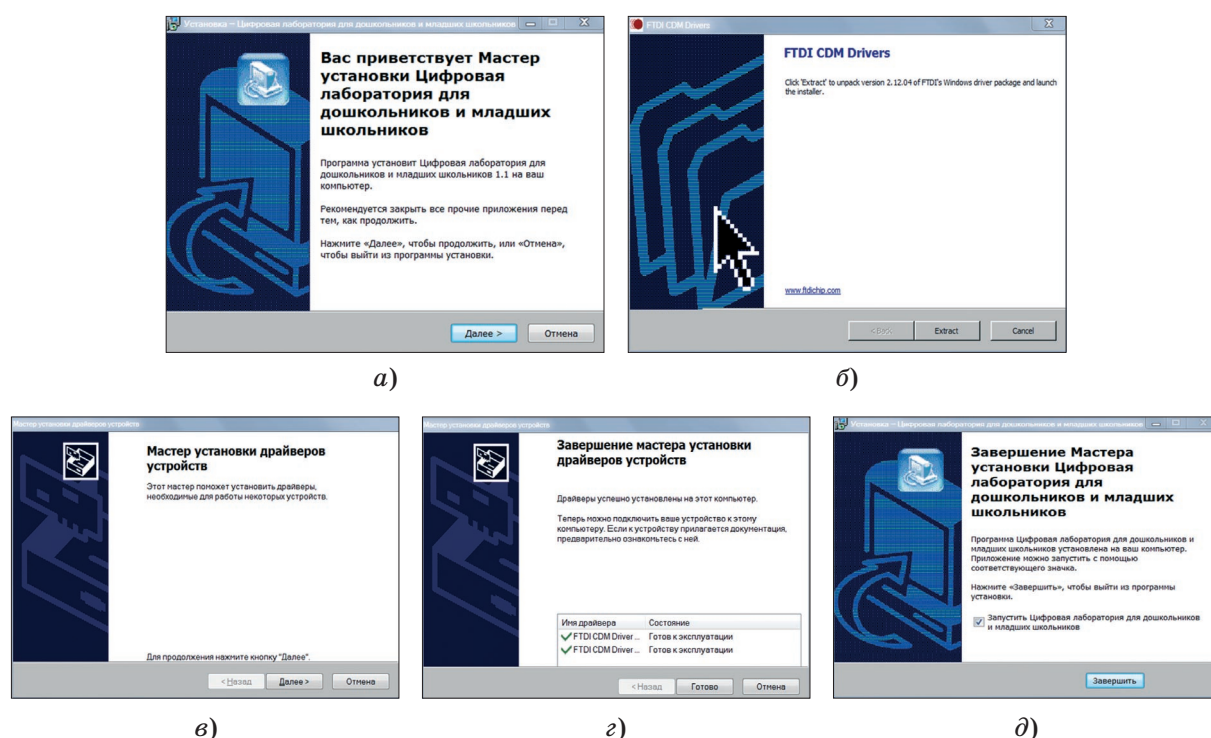 Установка — Цифровая лаборатория для дошкольников и младших школьников
Вас приветствует Мастер
установки Цифровая
лаборатория для
дошкольников и младших
школьников
Программа установит Цифровая лаборатория для
дошкольников и младших школьников 1.1 на ваш
компьютер.
Рекомендуется закрыть все прочие приложения перед
тем, как продолжить.
Нажмите «Далее», чтобы продолжить, или «Отмена»,
чтобы выйти из программы установки.
Далее >
Отмена
а)
FTDI CDM Drivers
FTDI CDM Drivers
Click 'Extract' to unpack version 2.12.04 of FTDI's Windows driver package and launch
the installer.
www.ftdichip.com
< Back
Extract
Cancel
б)
Мастер установки драйверов устройств
Мастер установки драйверов
устройств
Этот мастер поможет установить драйверы,
необходимые для работы некоторых устройств.
Для продолжения нажмите кнопку "Далее".
< Назад
Далее >
Отмена
в)
Мастер установки драйверов устройств
Завершение мастера установки
драйверов устройств
Драйверы успешно установлены на этот компьютер.
Теперь можно подключить ваше устройство к этому
компьютеру. Если к устройству прилагается документация,
предварительно ознакомьтесь с ней.
Имя драйвера Состояние
FTDI CDM Driver ... Готов к эксплуатации
FTDI CDM Driver ... Готов к эксплуатации
< Назад
Готово
Отмена
г)
Установка — Цифровая лаборатория для дошкольников и младших школьников
Завершение Мастера
установки Цифровая
лаборатория для
дошкольников и младших
школьников
Программа Цифровая лаборатория для дошкольников и
младших школьников установлена на ваш компьютер.
Приложение можно запустить с помощью
соответствующего значка.
Нажмите «Завершить», чтобы выйти из программы
установки.
Запустить Цифровая лаборатория для дошкольников
и младших школьников
Завершить
д)